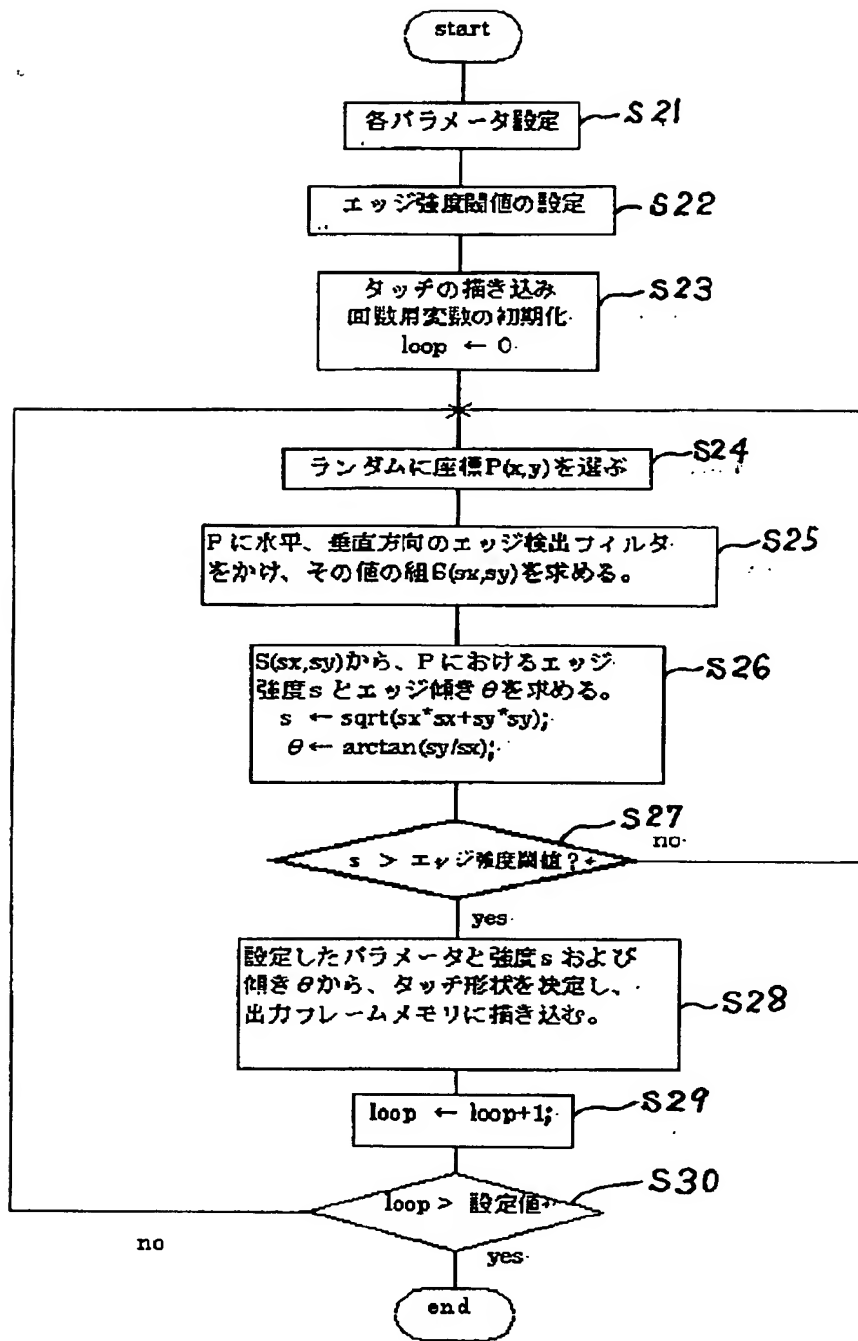 start
各パラメータ設定
S21
エッジ強度閾値の設定
S22
タッチの描き込み
回数用変数の初期化
loop ← 0
S23
ランダムに座標P(x,y)を選ぶ
S24
Pに水平、垂直方向のエッジ検出フィルタ
をかけ、その値の組S(sx,sy)を求める。
S25
S(sx,sy)から、Pにおけるエッジ
強度sとエッジ傾きθを求める。
s ← sqrt(sx*sx+sy*sy);
θ ← arctan(sy/sx);
S26
s > エッジ強度閾値?
S27
no
yes
設定したパラメータと強度sおよび
傾きθから、タッチ形状を決定し、
出力フレームメモリに描き込む。
S28
loop ← loop+1;
S29
loop > 設定値
S30
no
yes
end